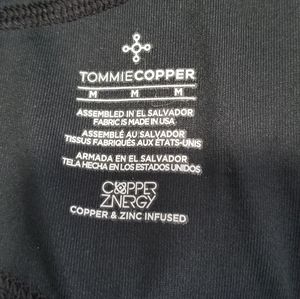 TOMMIECOPPER
M M M
ASSEMBLED IN EL SALVADOR
FABRIC IS MADE IN USA
ASSEMBLÉ AU SALVADOR
TISSUS FABRIQUÉS AUX ÉTATS-UNIS
ARMADA EN EL SALVADOR
TELA HECHA EN LOS ESTADOS UNIDOS
COPPER
ZNERGY
COPPER & ZINC INFUSED